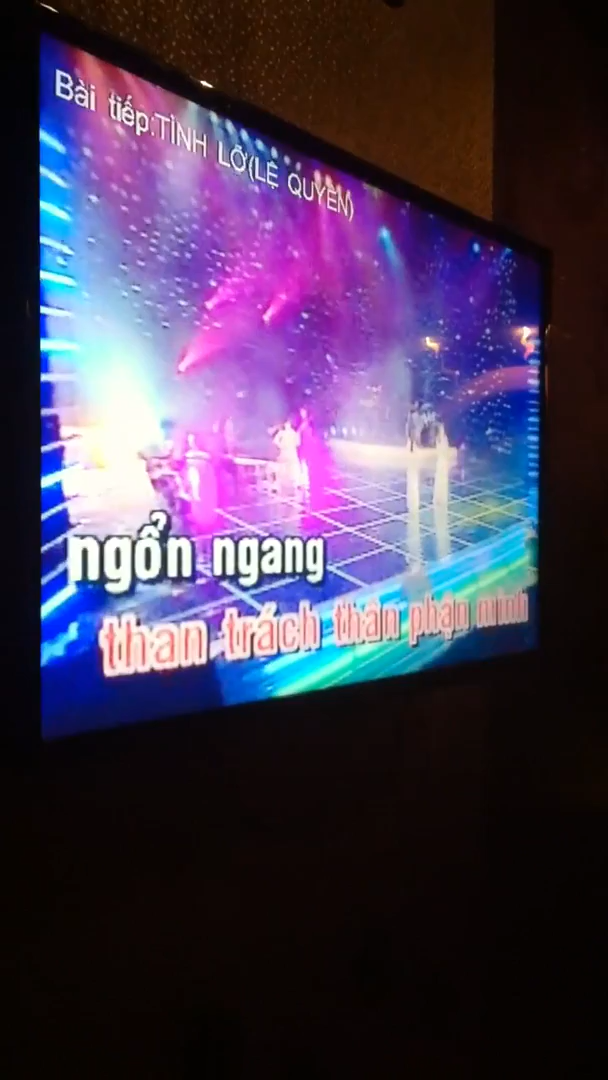 Bài tiếp:TÌNH LỠ(LỆ QUYÊN)
ngổn ngang
than trách thân phận mình